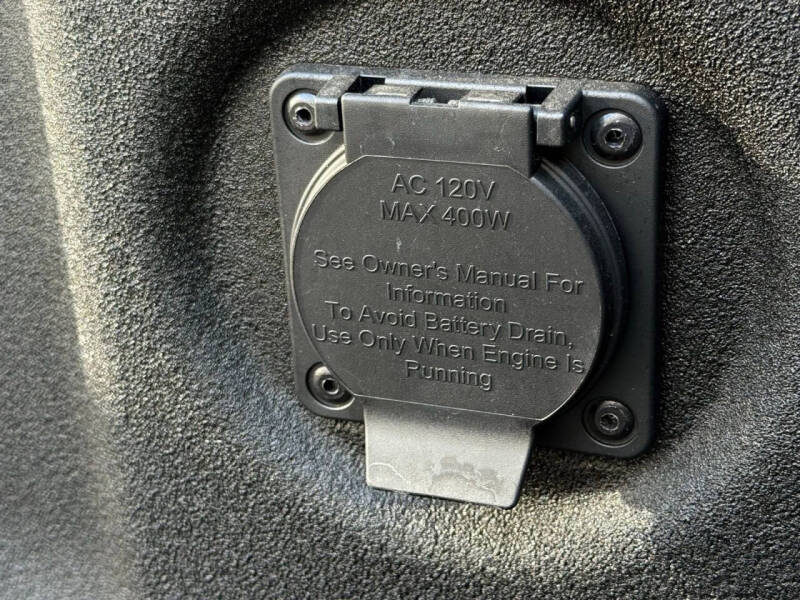 AC 120V
MAX 400W
See Owner's Manual For
Information
To Avoid Battery Drain,
Use Only When Engine Is
Running